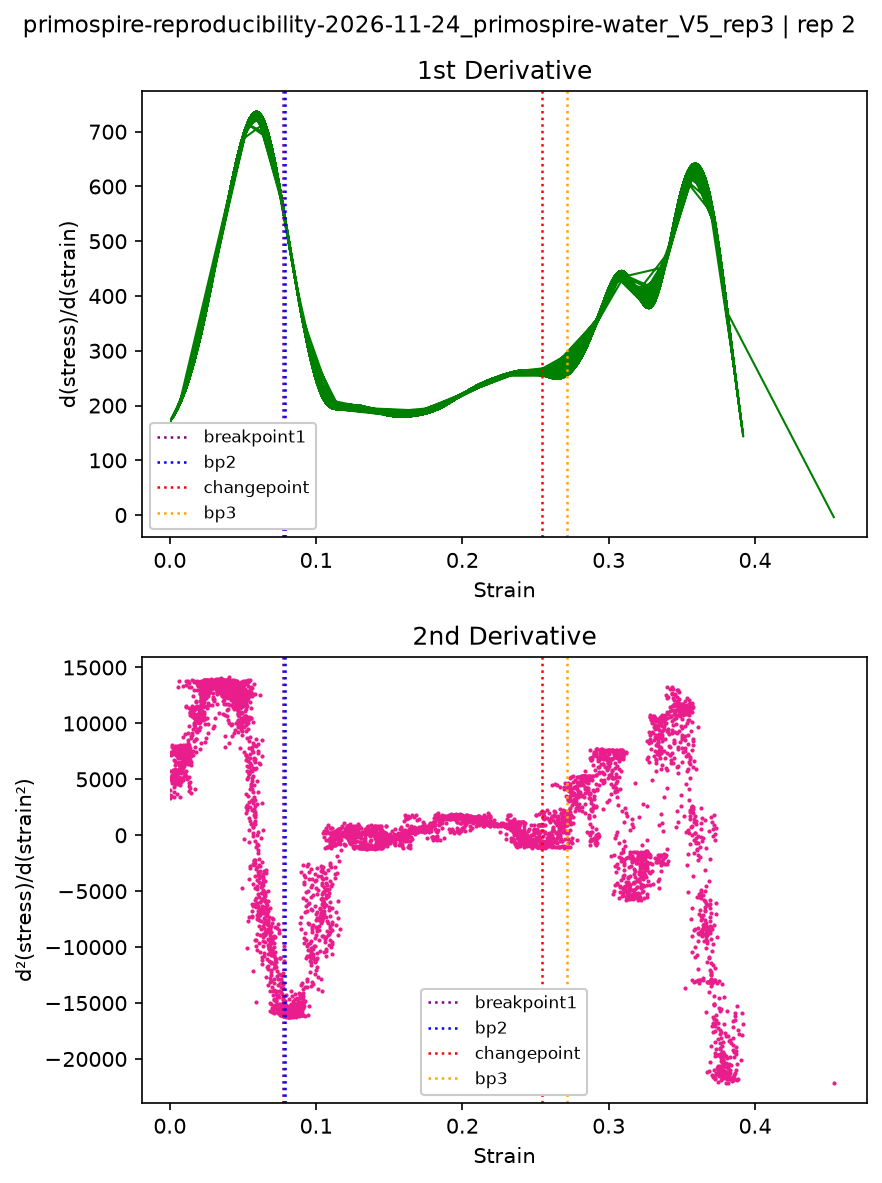 primospire-reproducibility-2026-11-24_primospire-water_V5_rep3 | rep 2
1st Derivative
d(stress)/d(strain)
700
600
500
400
300
200
100
0
breakpoint1
bp2
changepoint
bp3
0.0 0.1 0.2 0.3 0.4
Strain
2nd Derivative
d²(stress)/d(strain²)
15000
10000
5000
0
−5000
−10000
−15000
−20000
breakpoint1
bp2
changepoint
bp3
0.0 0.1 0.2 0.3 0.4
Strain